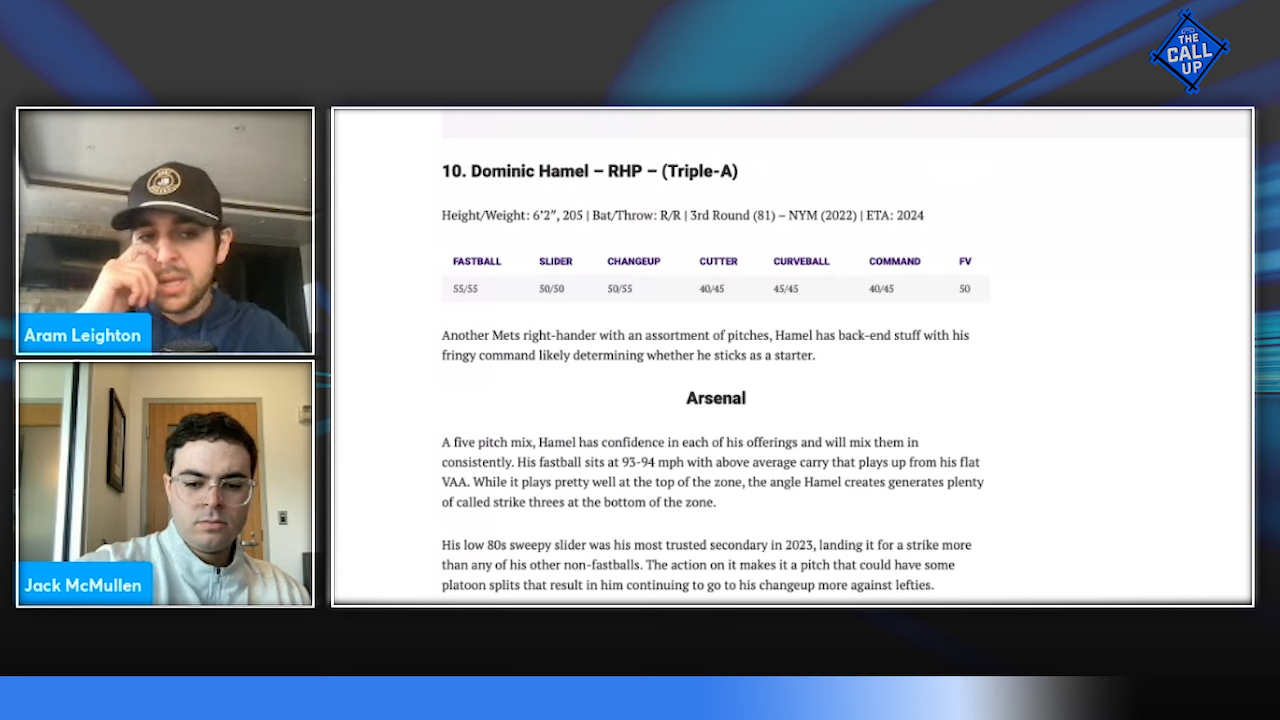 THE
CALL
UP
10. Dominic Hamel – RHP – (Triple-A)
Height/Weight: 6’2″, 205 | Bat/Throw: R/R | 3rd Round (81) – NYM (2022) | ETA: 2024
FASTBALL SLIDER CHANGEUP CUTTER CURVEBALL COMMAND FV
55/55 50/50 50/55 40/45 45/45 40/45 50
Another Mets right-hander with an assortment of pitches, Hamel has back-end stuff with his
fringy command likely determining whether he sticks as a starter.
Arsenal
A five pitch mix, Hamel has confidence in each of his offerings and will mix them in
consistently. His fastball sits at 93-94 mph with above average carry that plays up from his flat
VAA. While it plays pretty well at the top of the zone, the angle Hamel creates generates plenty
of called strike threes at the bottom of the zone.
His low 80s sweepy slider was his most trusted secondary in 2023, landing it for a strike more
than any of his other non-fastballs. The action on it makes it a pitch that could have some
platoon splits that result in him continuing to go to his changeup more against lefties.
Aram Leighton
Jack McMullen